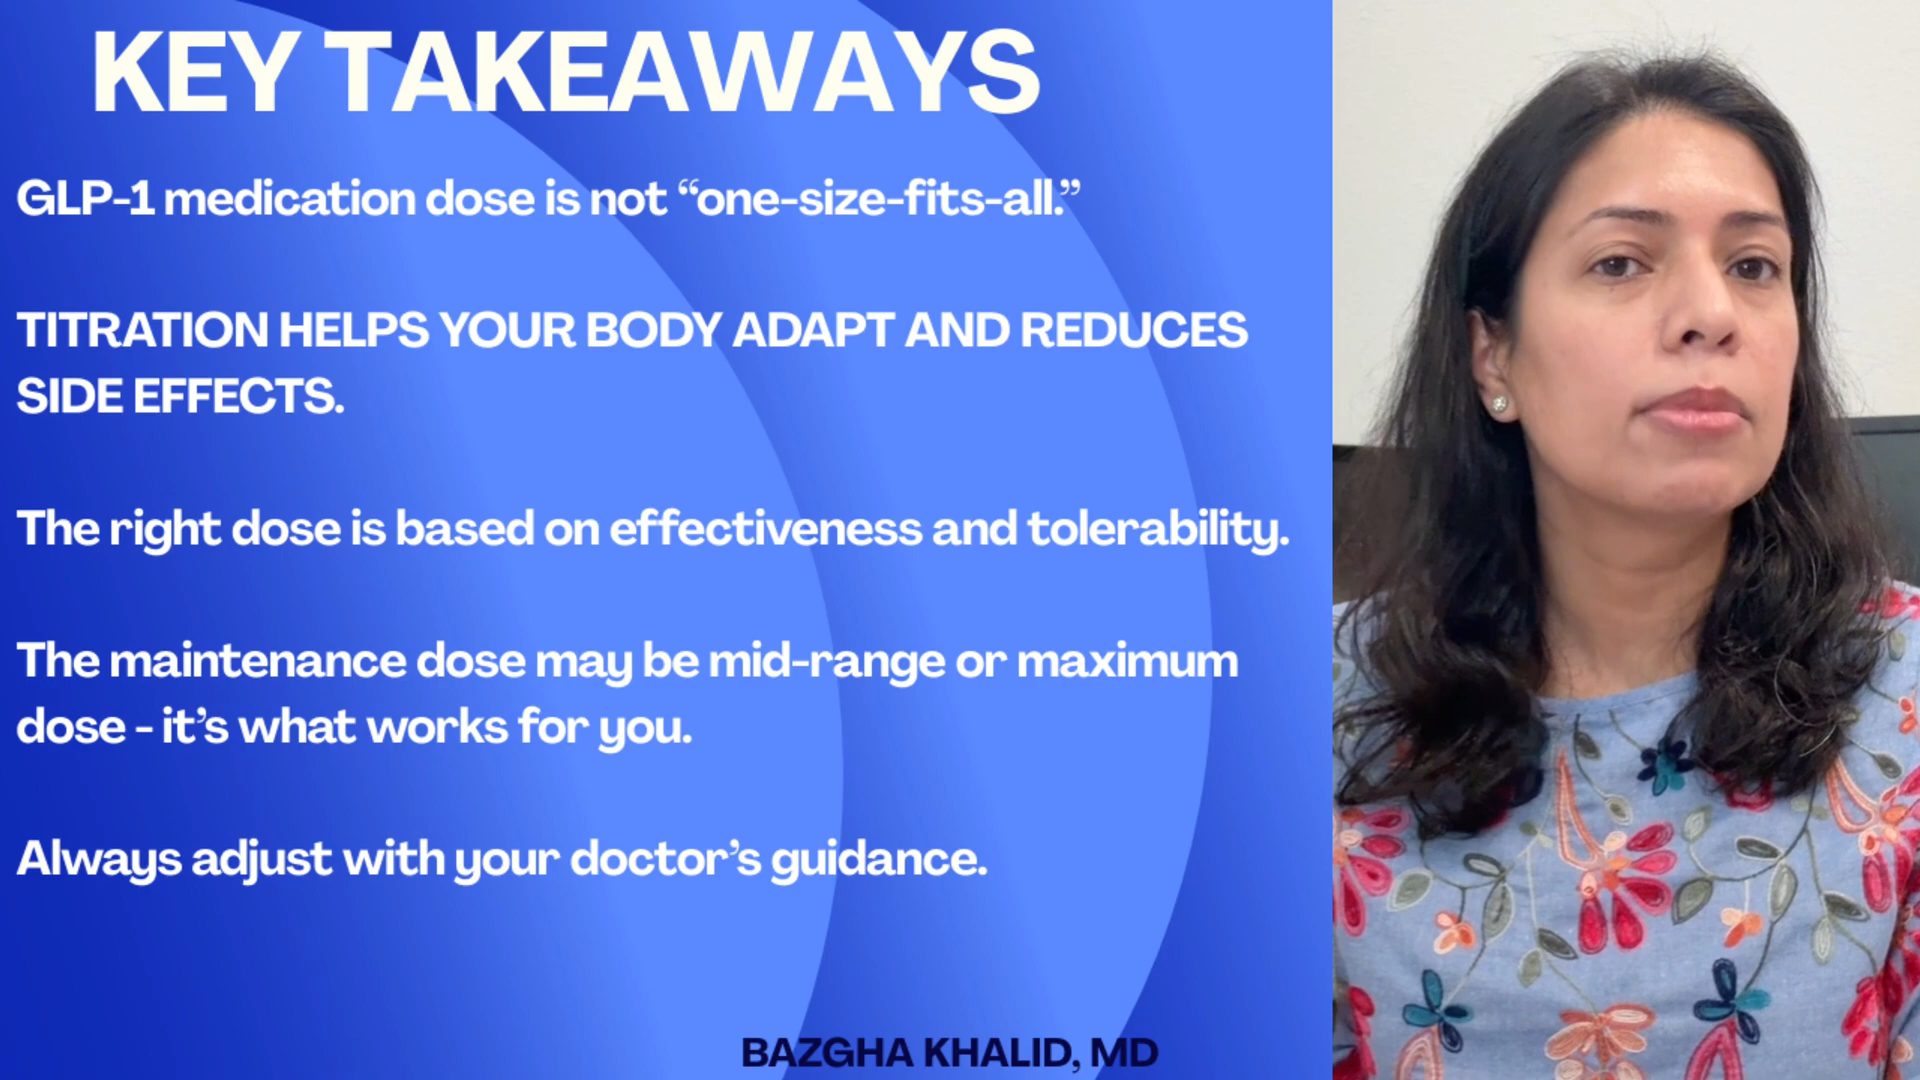 KEY TAKEAWAYS
GLP-1 medication dose is not “one-size-fits-all.”
TITRATION HELPS YOUR BODY ADAPT AND REDUCES
SIDE EFFECTS.
The right dose is based on effectiveness and tolerability.
The maintenance dose may be mid-range or maximum
dose - it’s what works for you.
Always adjust with your doctor’s guidance.
BAZGHA KHALID, MD